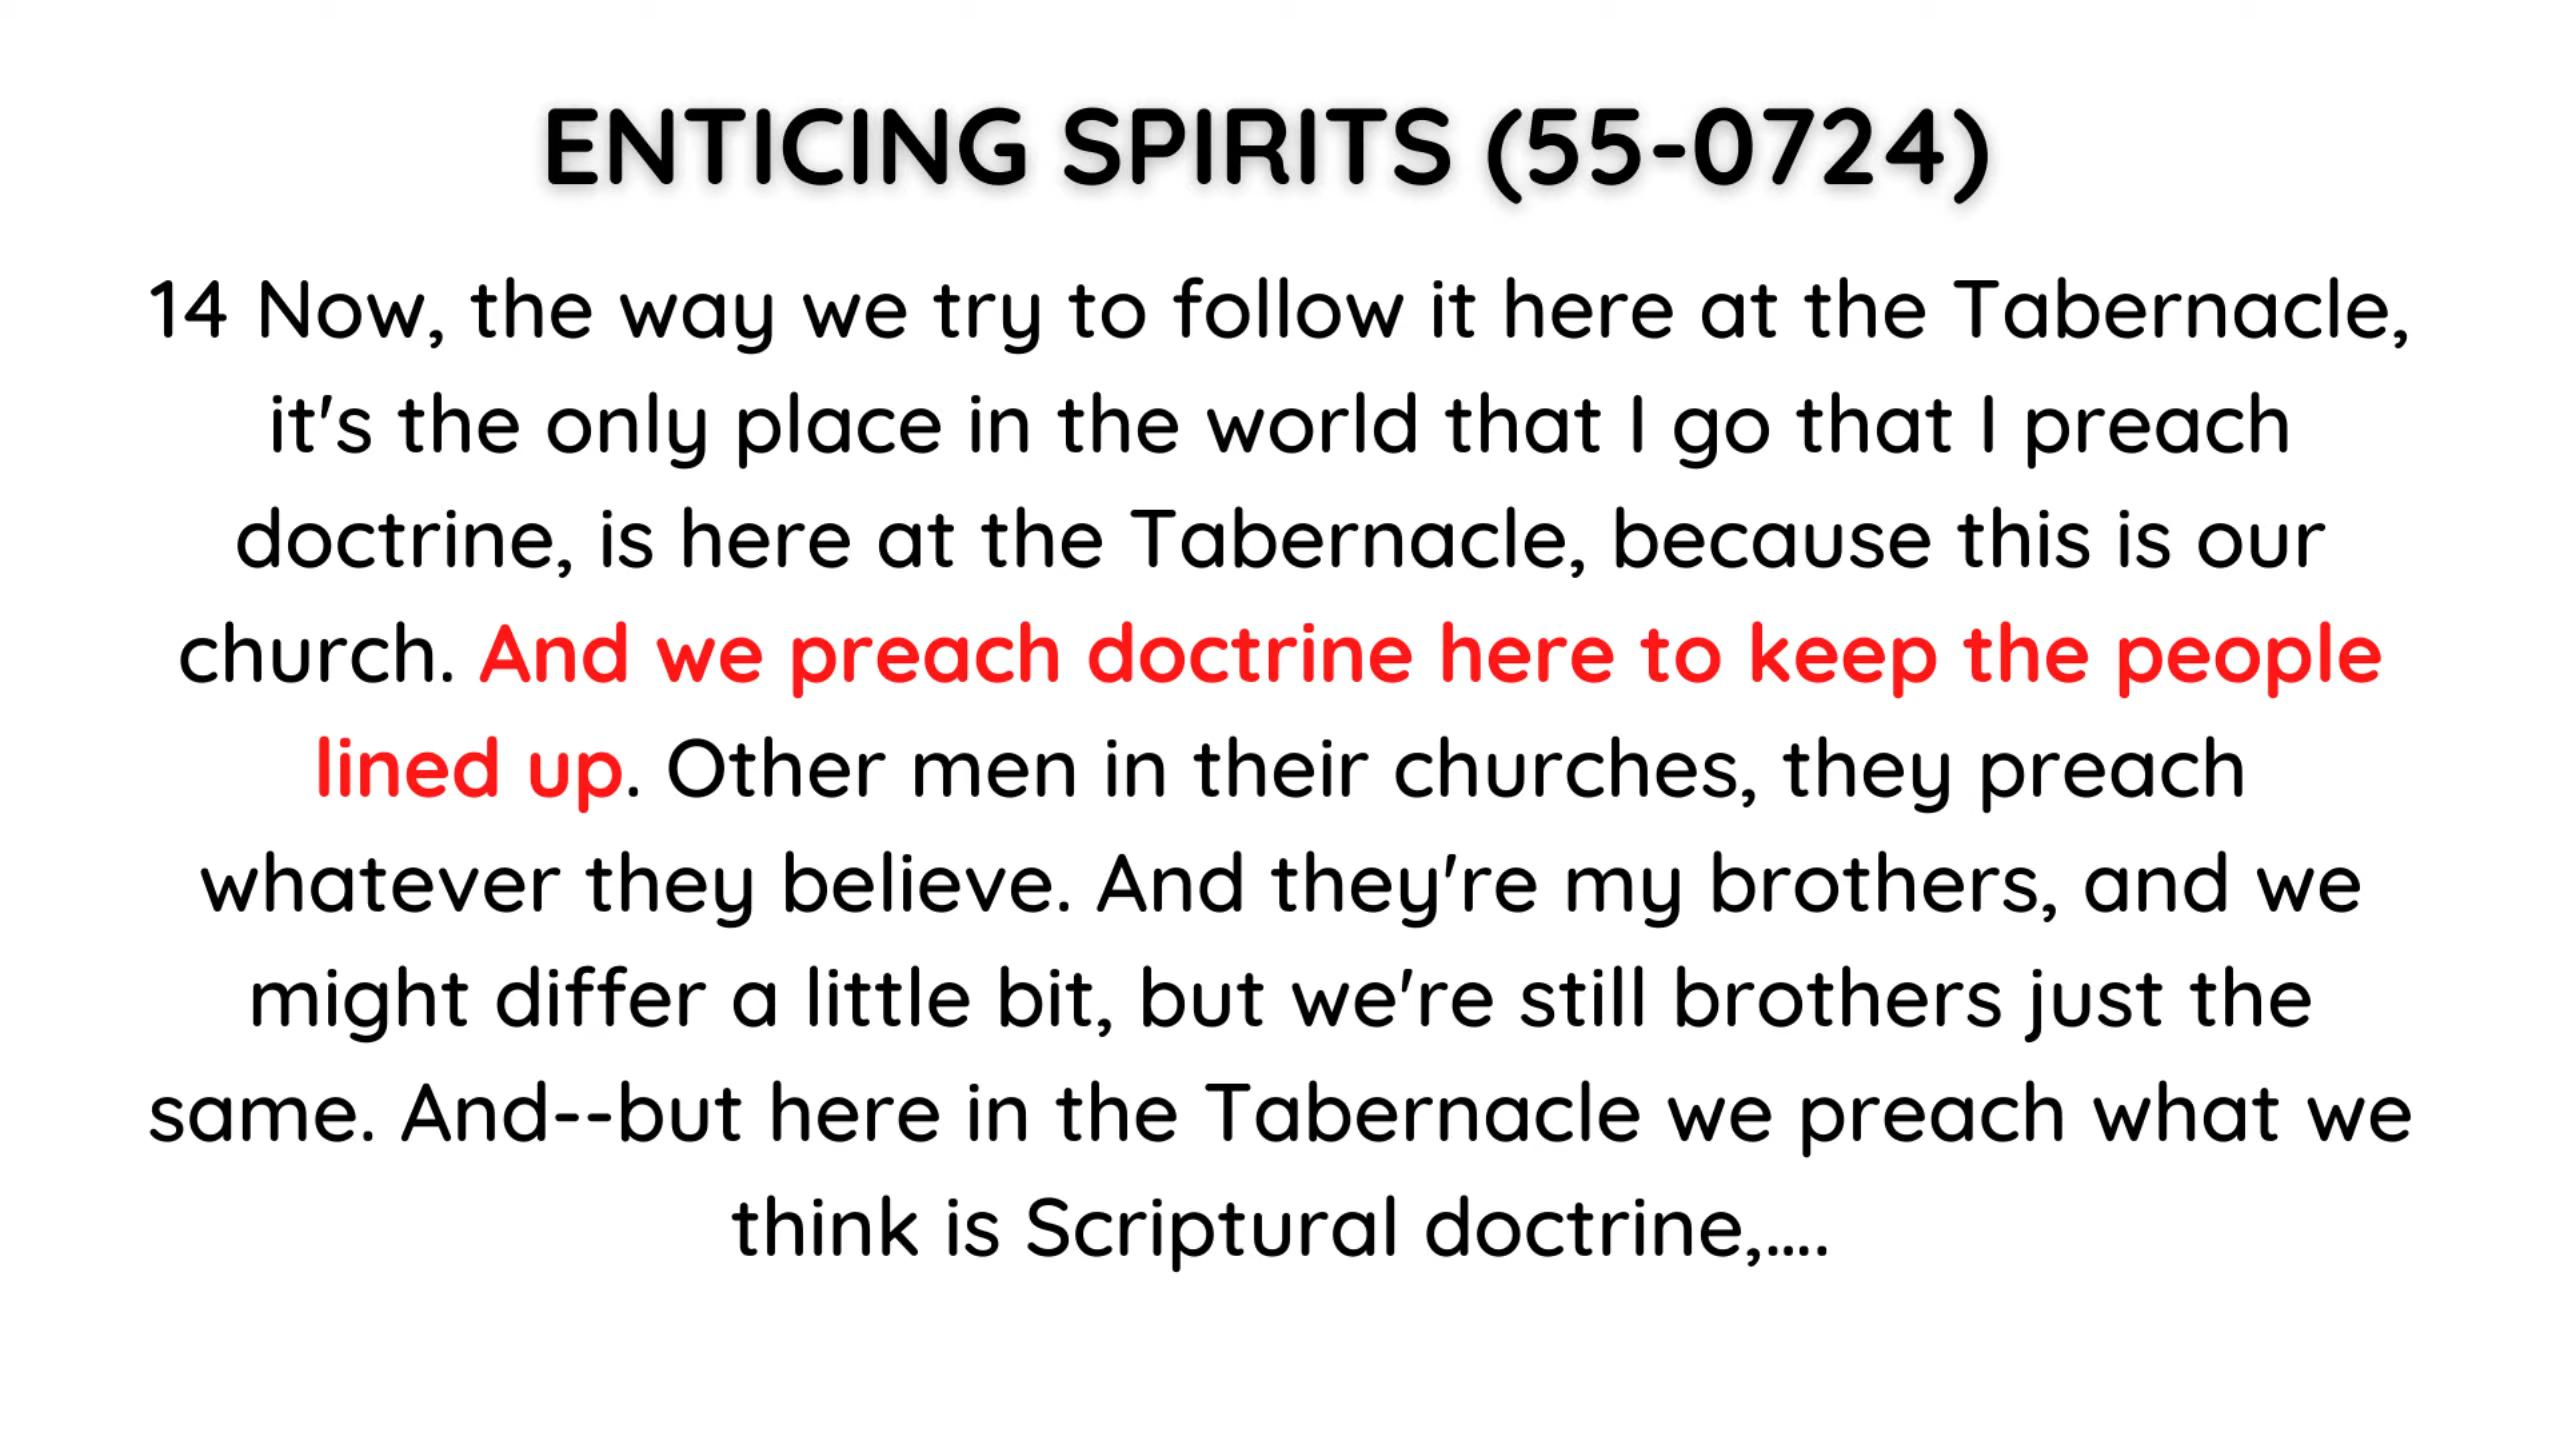 ENTICING SPIRITS (55-0724)
14 Now, the way we try to follow it here at the Tabernacle,
it's the only place in the world that I go that I preach
doctrine, is here at the Tabernacle, because this is our
church. And we preach doctrine here to keep the people
lined up. Other men in their churches, they preach
whatever they believe. And they're my brothers, and we
might differ a little bit, but we're still brothers just the
same. And--but here in the Tabernacle we preach what we
think is Scriptural doctrine,....